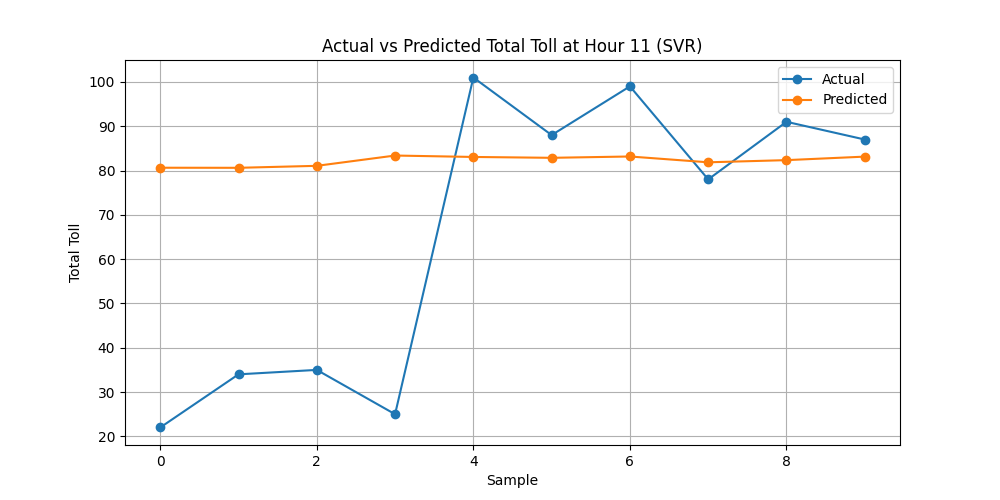 Actual vs Predicted Total Toll at Hour 11 (SVR)
Actual
Predicted
100
90
80
70
60
50
40
30
20
Total Toll
0 2 4 6 8
Sample